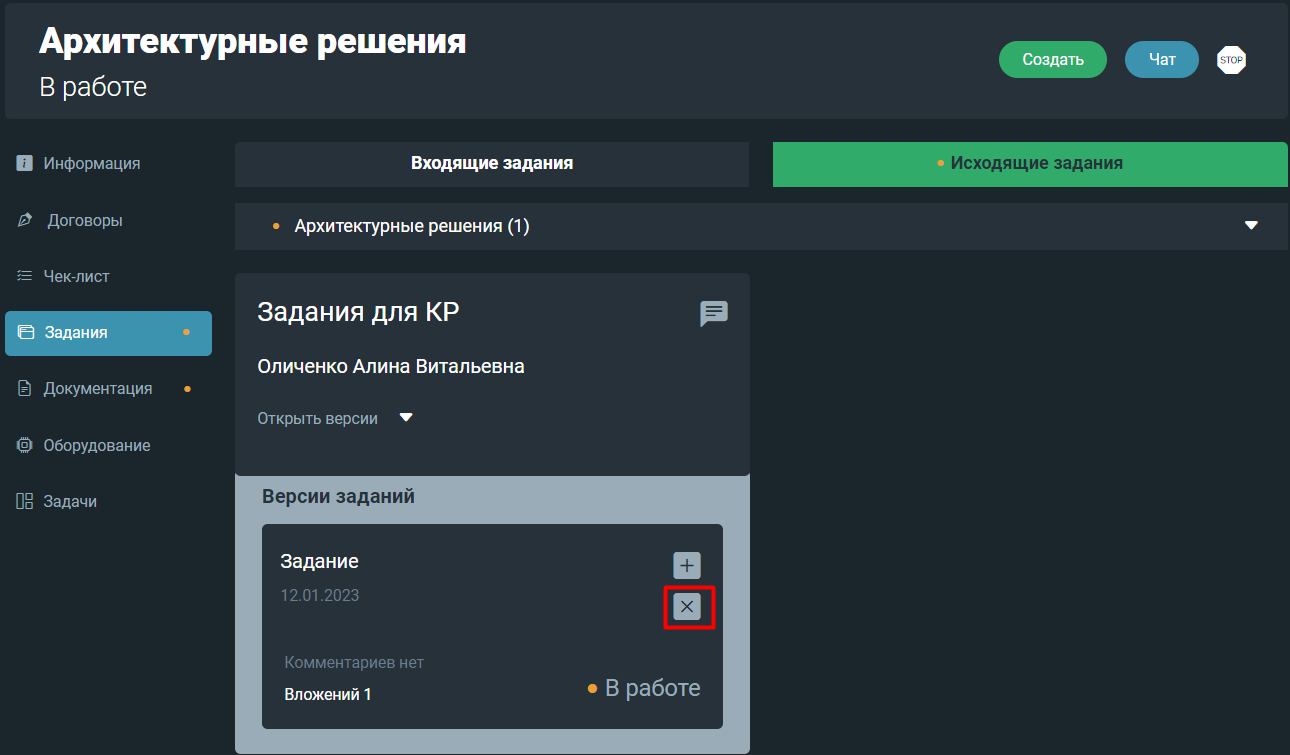 Архитектурные решения
В работе
Создать
Чат
STOP
Информация
Договоры
Чек-лист
Задания
Документация
Оборудование
Задачи
Входящие задания
Исходящие задания
Архитектурные решения (1)
Задания для КР
Оличенко Алина Витальевна
Открыть версии
Версии заданий
Задание
12.01.2023
Комментариев нет
Вложений 1
В работе